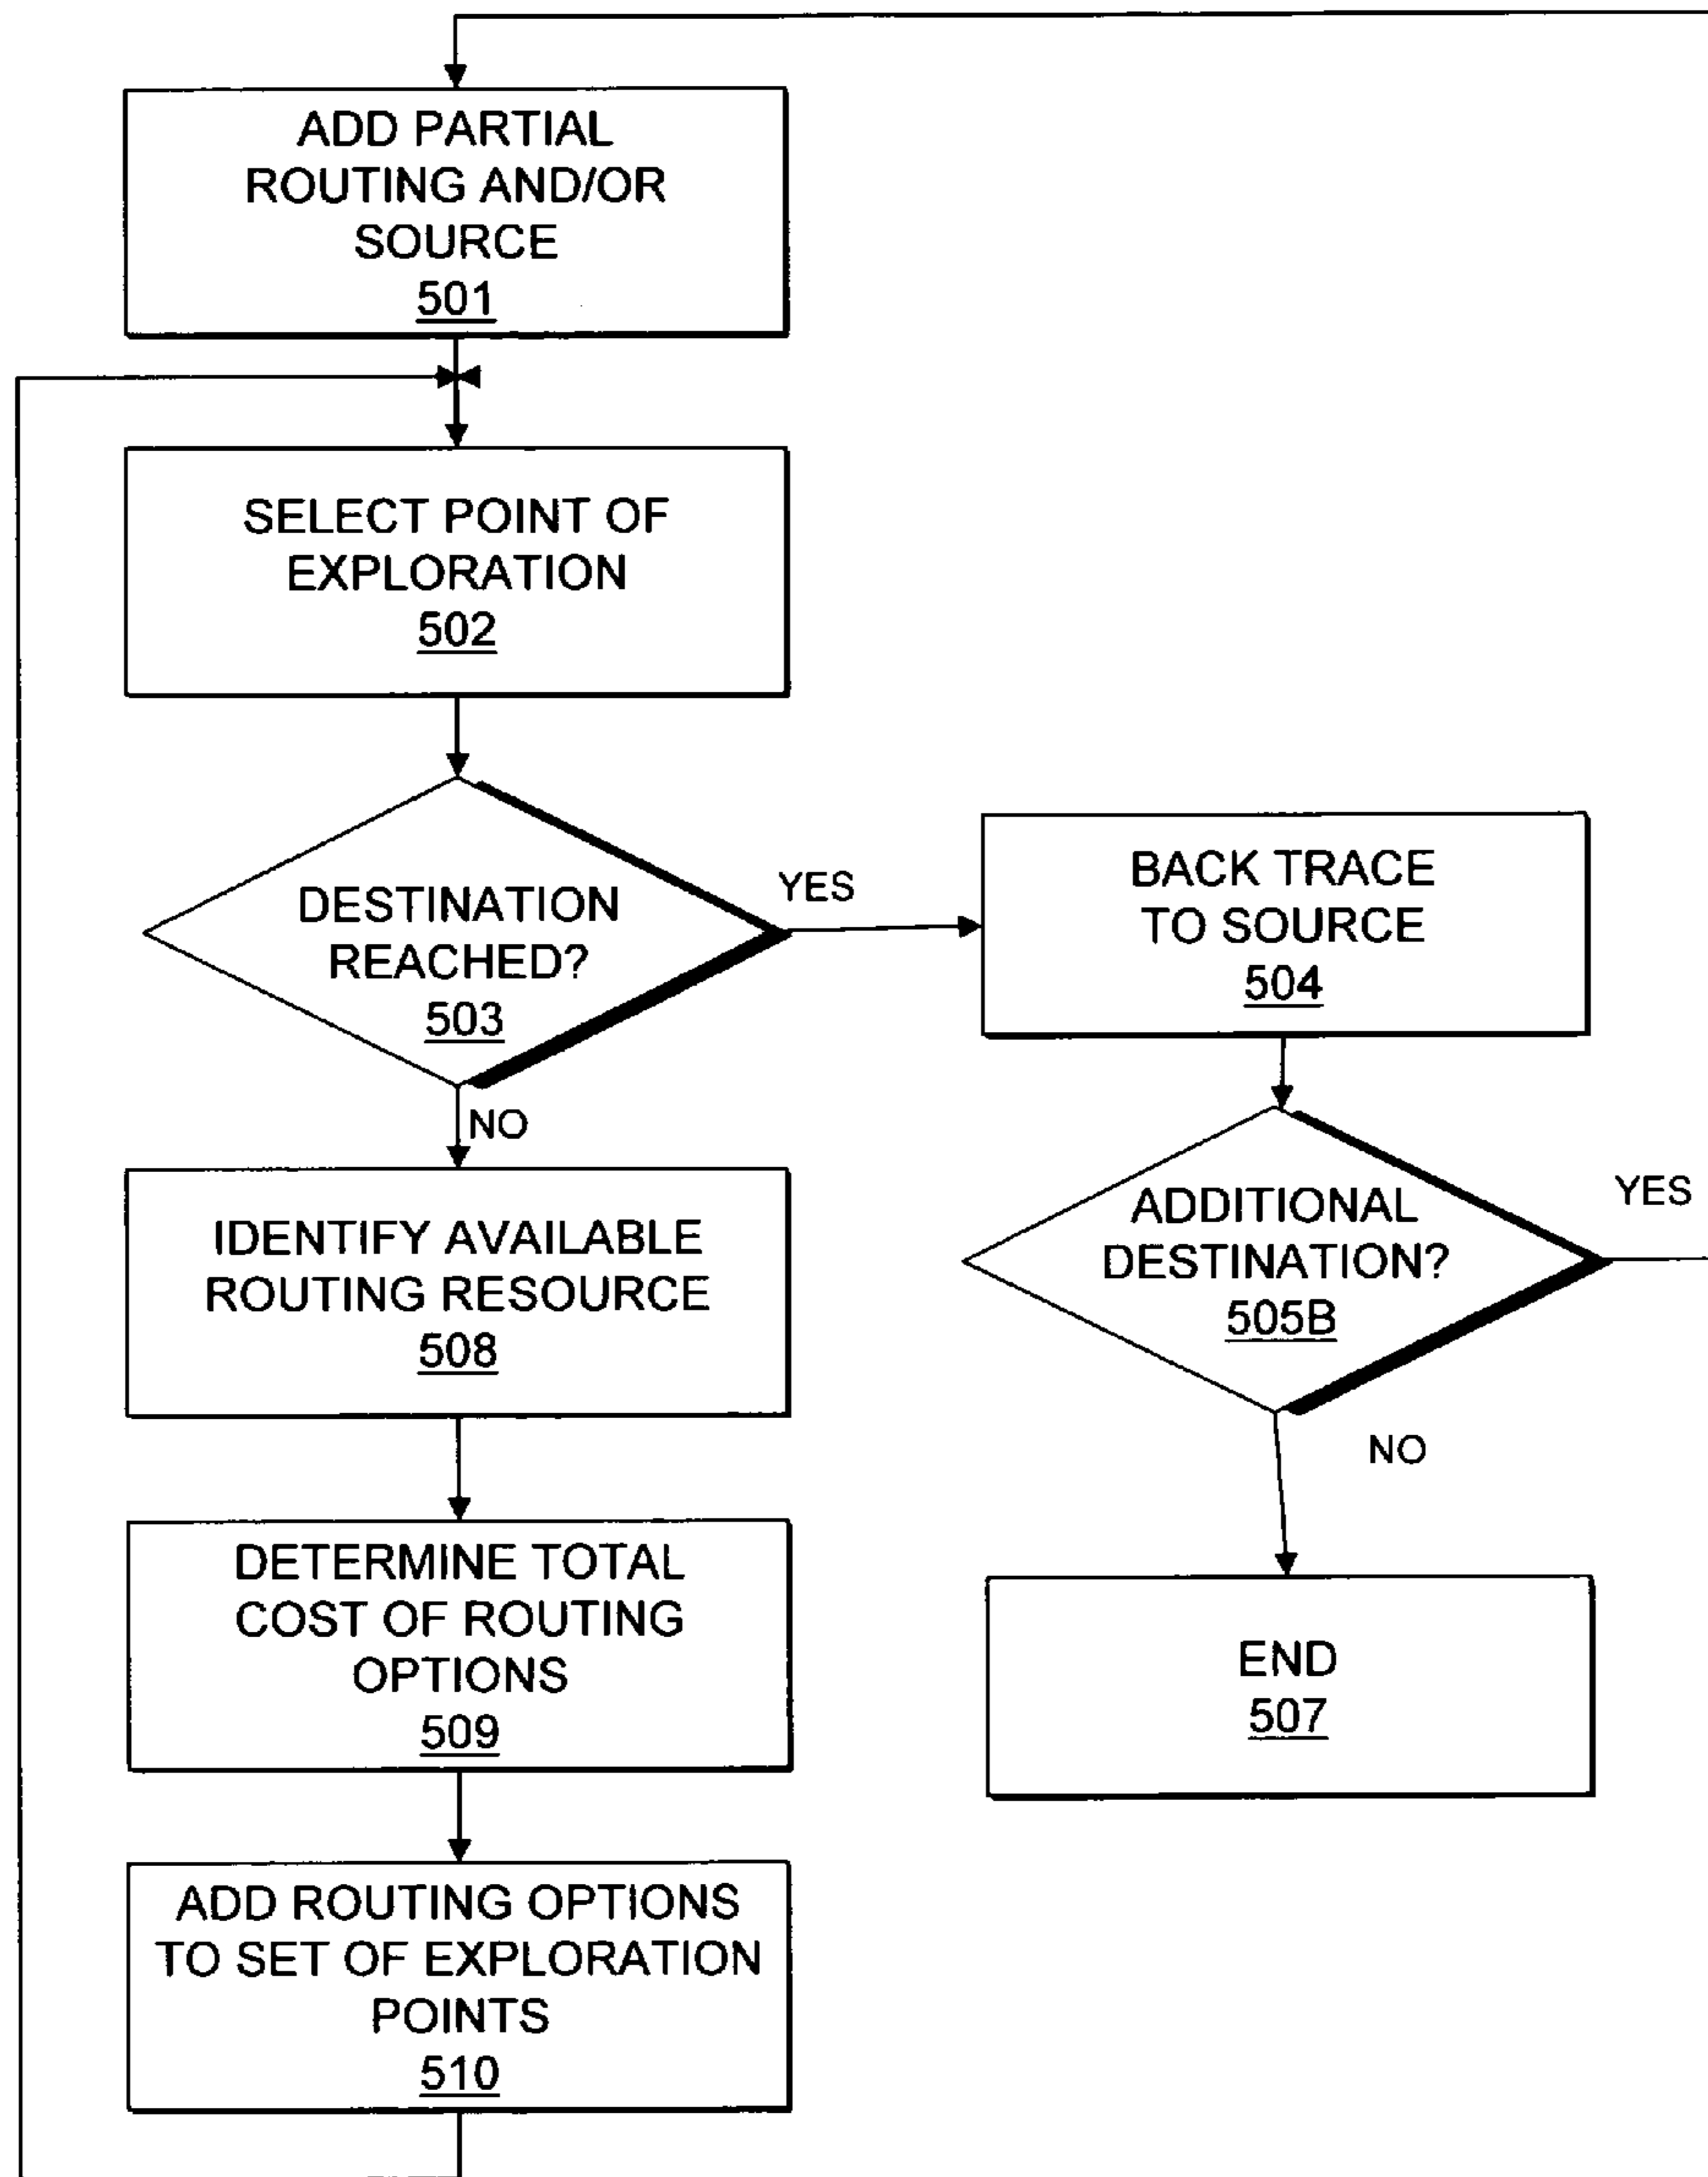 ADD PARTIAL
ROUTING AND/OR
SOURCE
501
SELECT POINT OF
EXPLORATION
502
DESTINATION
REACHED?
503
YES
BACK TRACE
TO SOURCE
504
NO
ADDITIONAL
DESTINATION?
505B
YES
NO
IDENTIFY AVAILABLE
ROUTING RESOURCE
508
DETERMINE TOTAL
COST OF ROUTING
OPTIONS
509
END
507
ADD ROUTING OPTIONS
TO SET OF EXPLORATION
POINTS
510